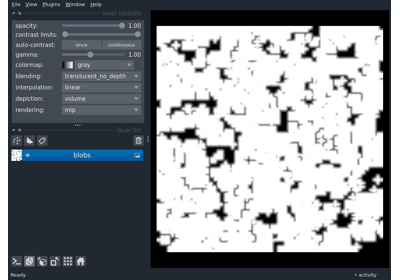 File View Plugins Window Help
layer controls
opacity: 1.00
contrast limits:
auto-contrast: once continuous
gamma: 1.00
colormap: gray
blending: translucent_no_depth
interpolation: linear
depiction: volume
rendering: mip
layer list
blobs
Ready
activity